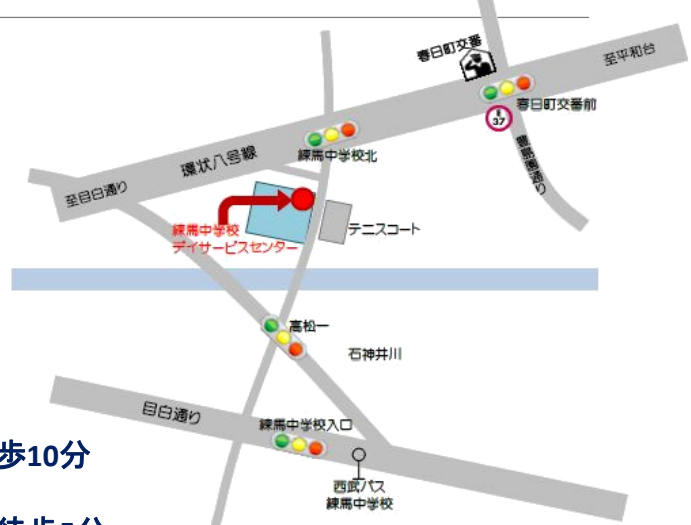 春日町交番
至平和台
春日町交番前
37
豊島園通り
練馬中学校北
環状八号線
至目白通り
練馬中学校
デイサービスセンター
テニスコート
高松一
石神井川
目白通り
練馬中学校入口
歩10分
西武バス
練馬中学校